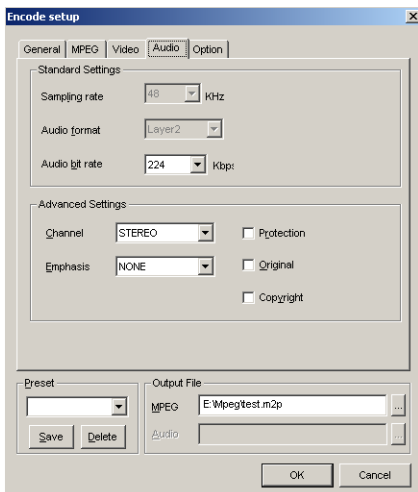 Encode setup
General MPEG Video Audio Option
Standard Settings
Sampling rate 48 KHz
Audio format Layer2
Audio bit rate 224 Kbp:
Advanced Settings
Channel STEREO Protection
Emphasis NONE Original
Copyright
Preset
Save Delete
Output File
MPEG E:\Mpeg\test.m2p ...
Audio ...
OK Cancel